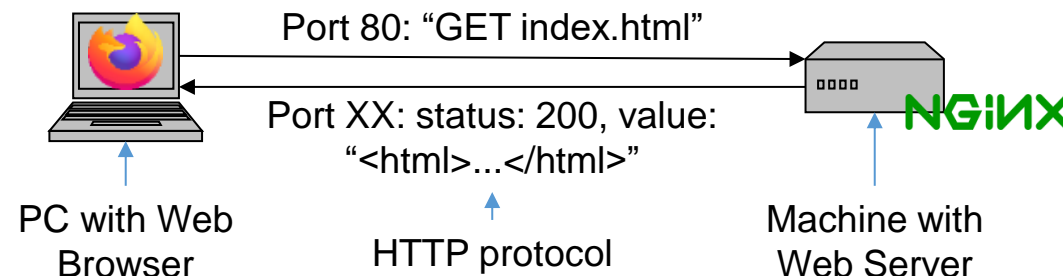 Port 80: “GET index.html”
NGiNX
Port XX: status: 200, value:
“<html>...</html>”
PC with Web
Browser
HTTP protocol
Machine with
Web Server